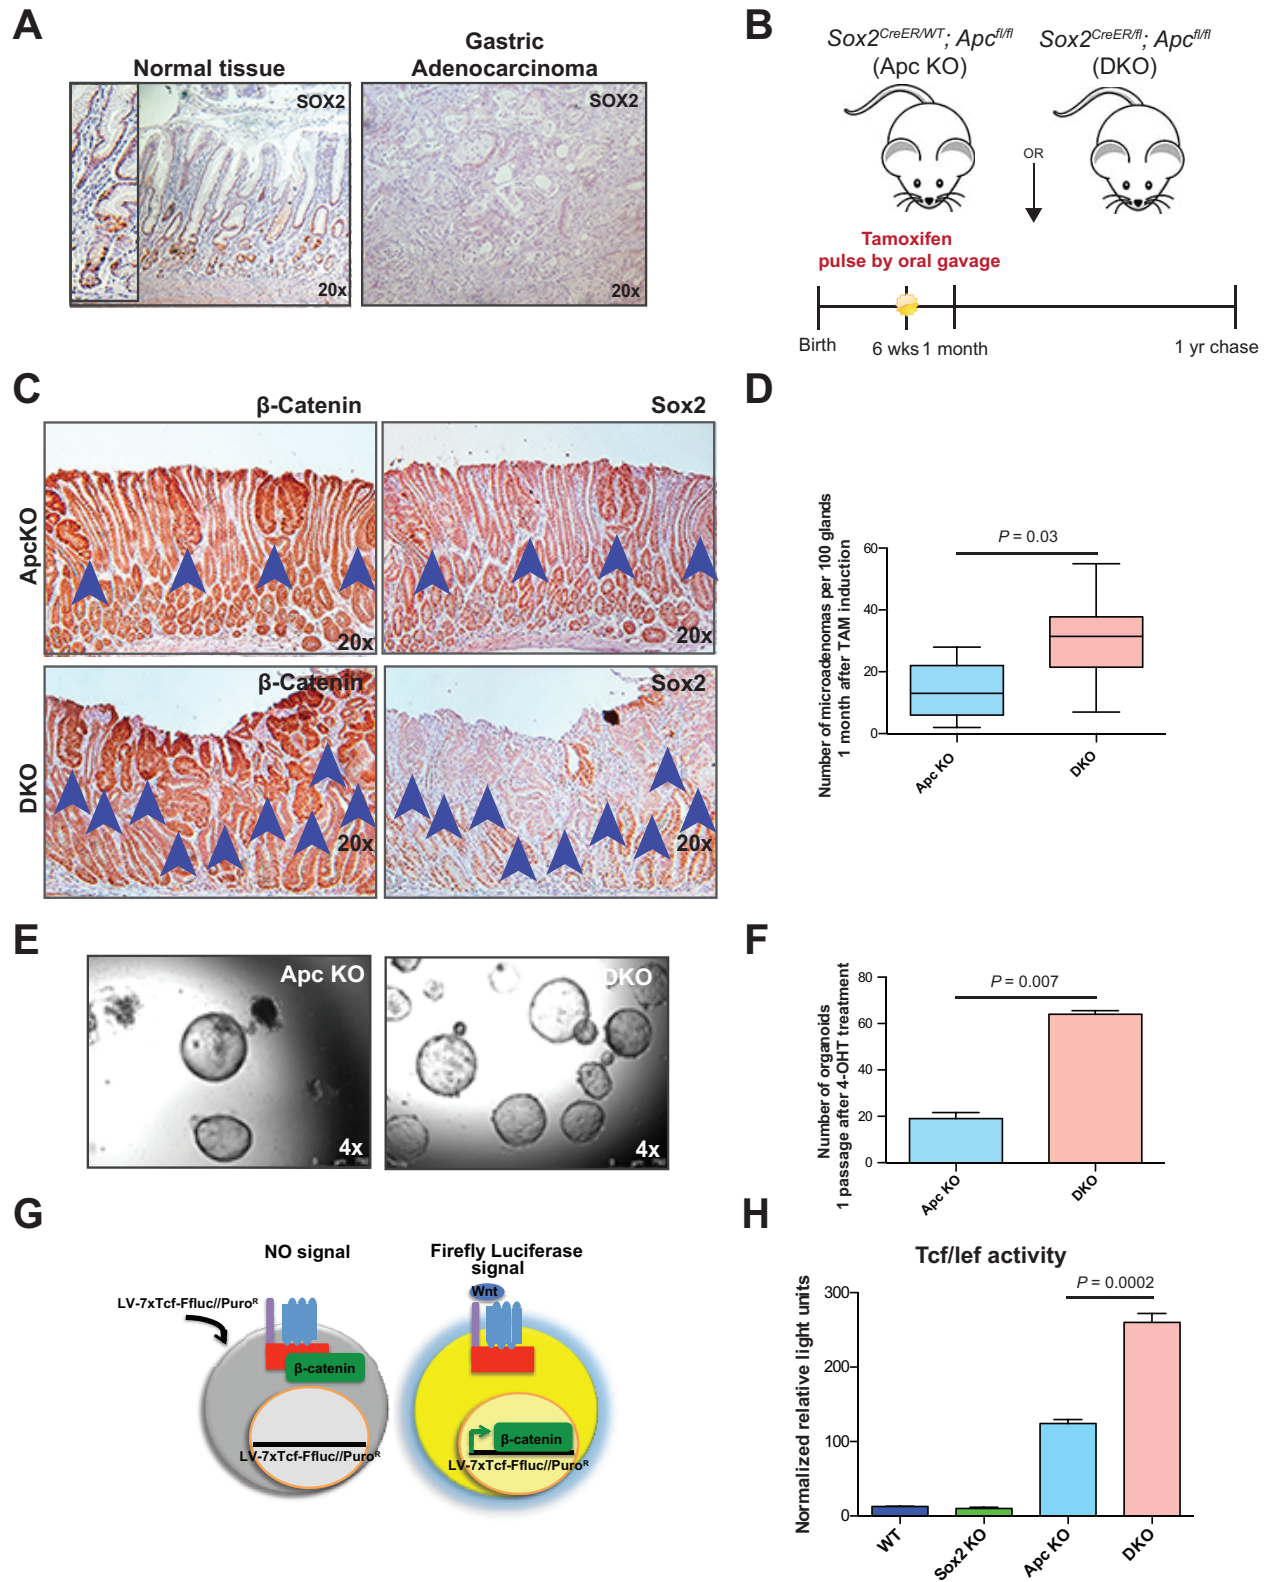 A
Normal tissue
Gastric
Adenocarcinoma
SOX2
20x
SOX2
20x
B
Sox2CreER/WT; Apcfl/fl
(Apc KO)
Sox2CreER/fl; Apcfl/fl
(DKO)
OR
Tamoxifen
pulse by oral gavage
Birth
6 wks
1 month
1 yr chase
C
β-Catenin
Sox2
ApcKO
20x
20x
β-Catenin
Sox2
DKO
20x
20x
D
Number of microadenomas per 100 glands
1 month after TAM induction
60
40
20
0
P = 0.03
Apc KO
DKO
E
Apc KO
4x
DKO
4x
F
Number of organoids
1 passage after 4-OHT treatment
80
60
40
20
0
P = 0.007
Apc KO
DKO
G
NO signal
LV-7xTcf-Ffluc//PuroR
β-catenin
LV-7xTcf-Ffluc//PuroR
Firefly Luciferase
signal
Wnt
β-catenin
LV-7xTcf-Ffluc//PuroR
H
Tcf/lef activity
Normalized relative light units
300
200
100
0
P = 0.0002
WT
Sox2 KO
Apc KO
DKO